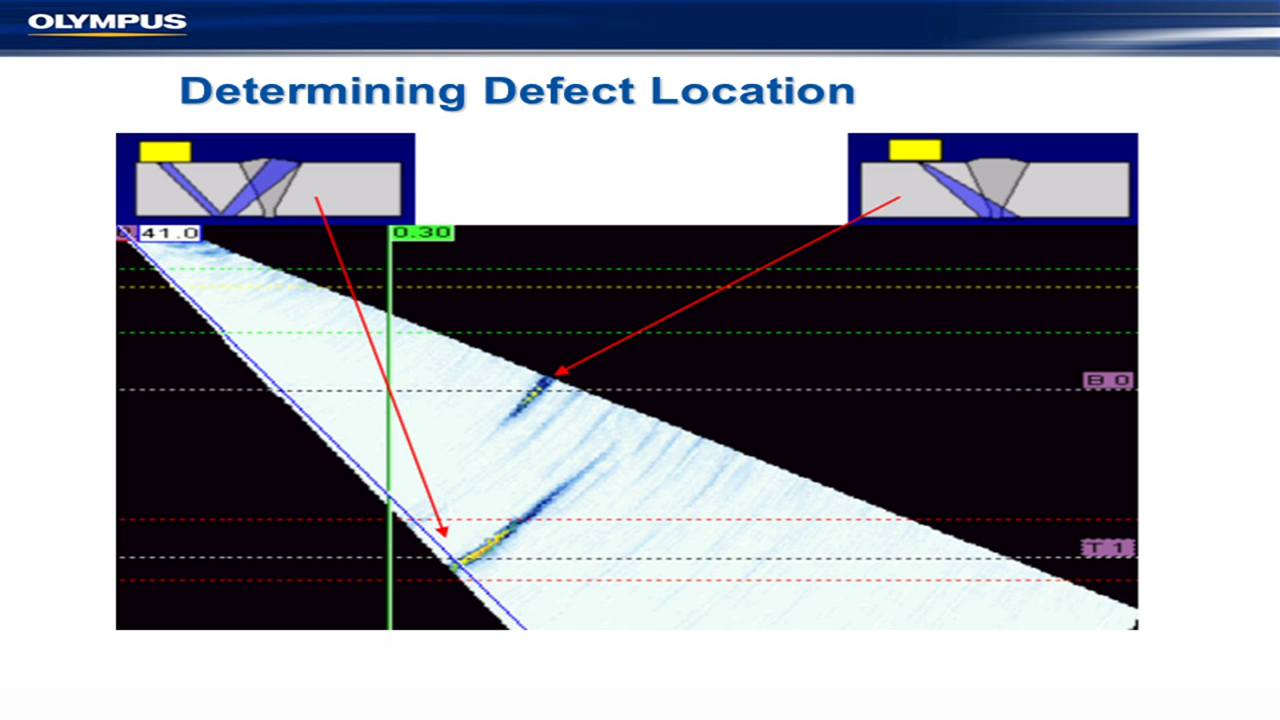 OLYMPUS
Determining Defect Location
41.0
0.30
B 0
T 1